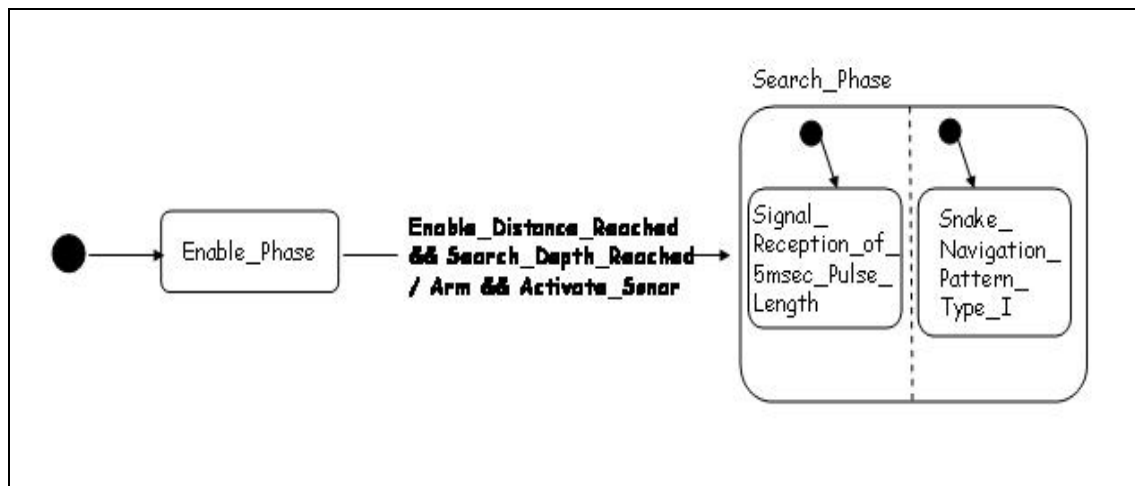 Search_Phase
Enable_Phase
Enable_Distance_Reached
&& Search_Depth_Reached
/ Arm && Activate_Sonar
Signal_
Reception_of_
5msec_Pulse_
Length
Snake_
Navigation_
Pattern_
Type_I